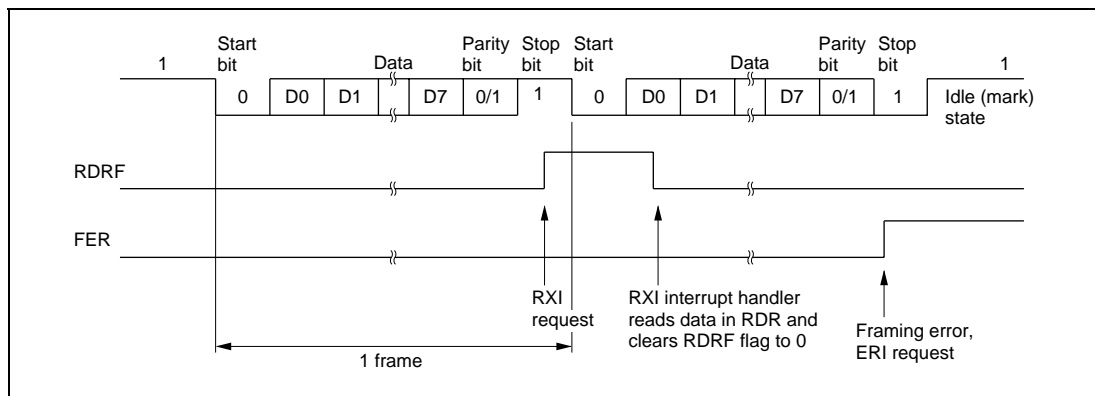 Start bit
Parity bit
Stop bit
Start bit
Parity bit
Stop bit
1
Data
Data
1
0
D0
D1
D7
0/1
1
0
D0
D1
D7
0/1
1
Idle (mark) state
RDRF
FER
RXI request
RXI interrupt handler
reads data in RDR and
clears RDRF flag to 0
Framing error,
ERI request
1 frame